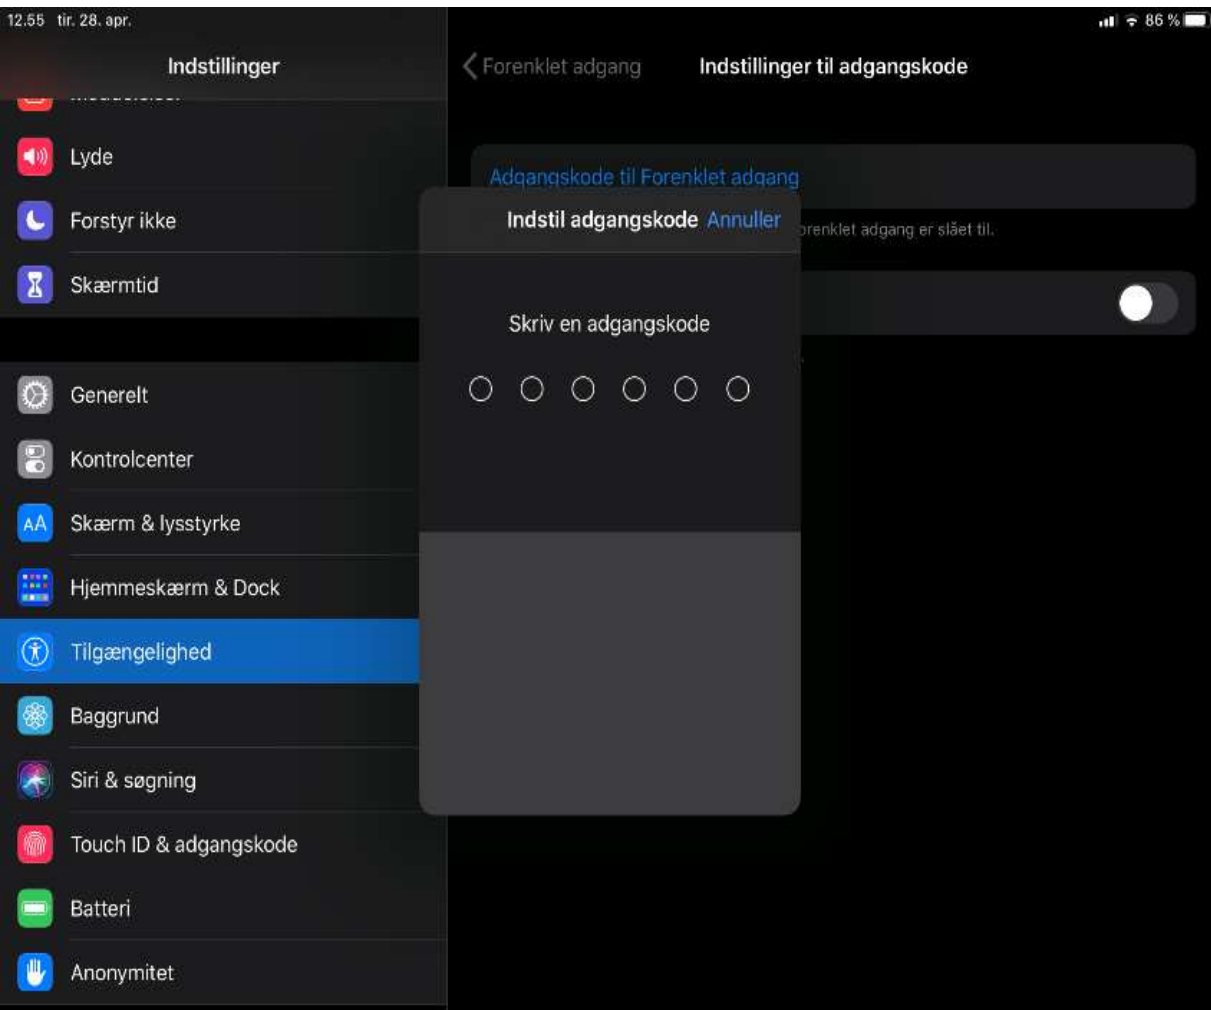 12.55 tir. 28. apr.
86 %
Indstillinger
Forenklet adgang
Indstillinger til adgangskode
Lyde
Forstyr ikke
Skærmtid
Generelt
Kontrolcenter
AA
Skærm & lysstyrke
Hjemmeskærm & Dock
Tilgængelighed
Baggrund
Siri & søgning
Touch ID & adgangskode
Batteri
Anonymitet
Adgangskode til Forenklet adgang
adgang er slået til.
Indstil adgangskode Annuller
Skriv en adgangskode